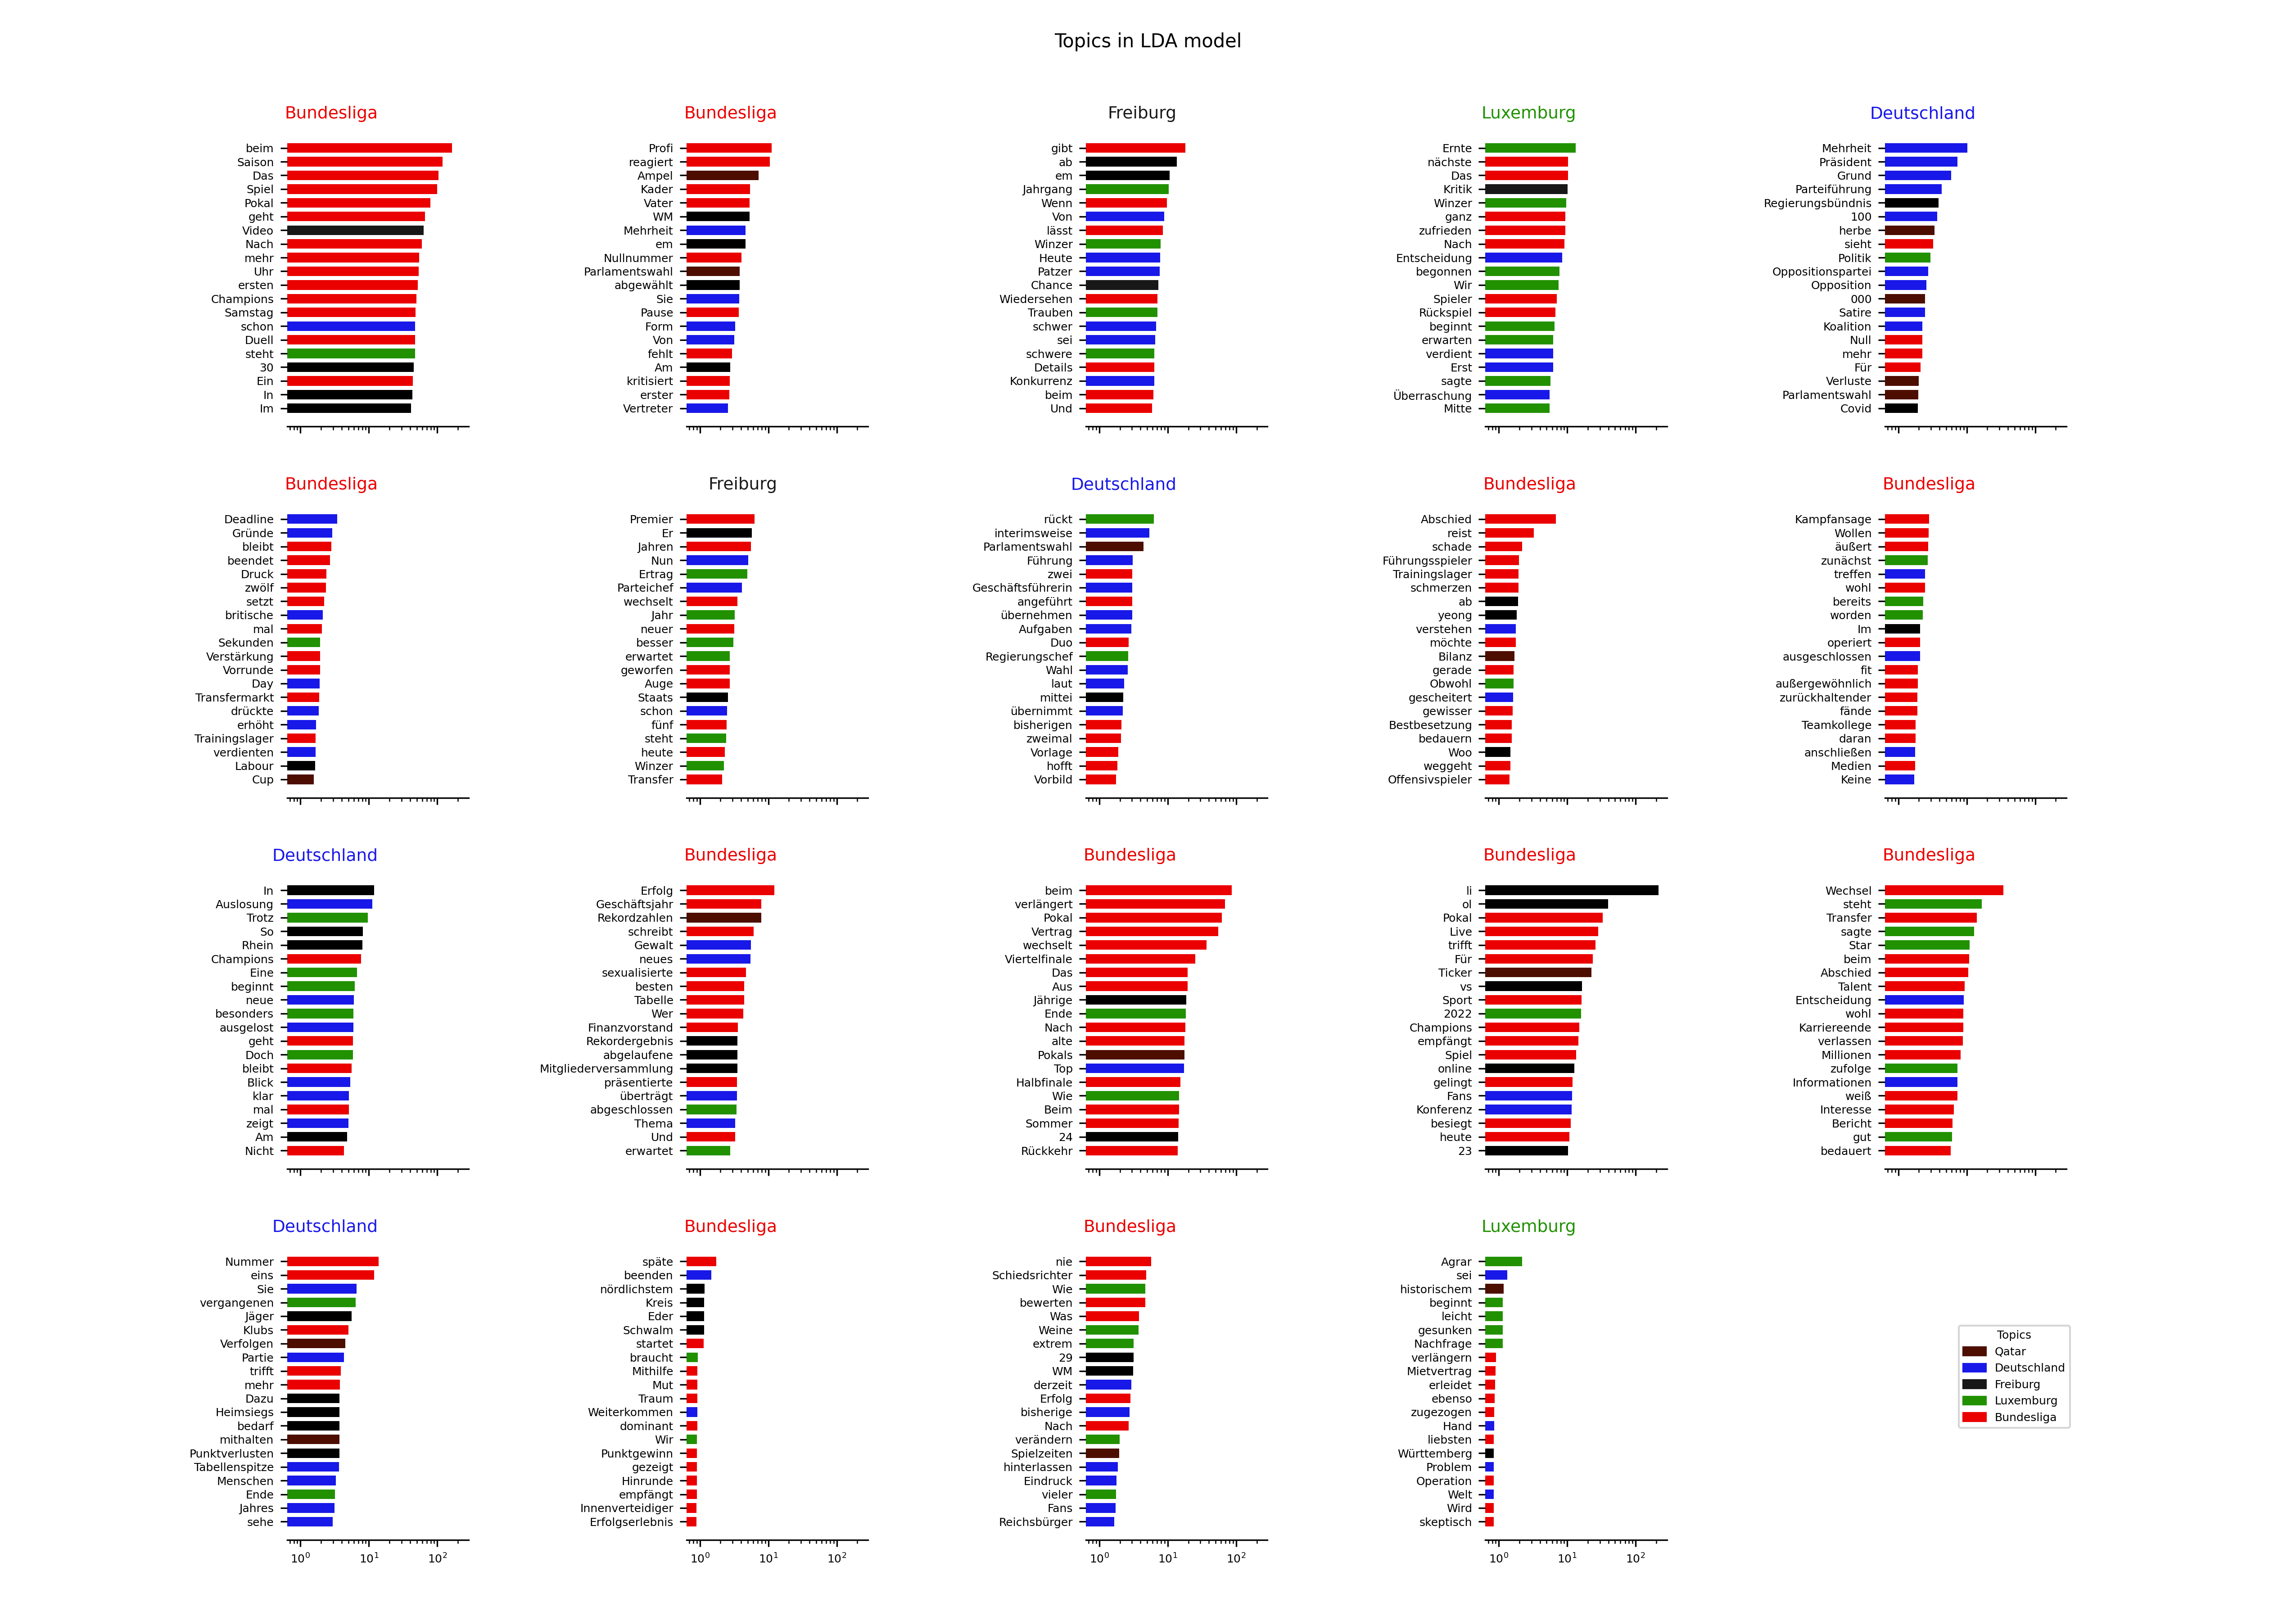 Topics in LDA model
Bundesliga
beim
Saison
Das
Spiel
Pokal
geht
Video
Nach
mehr
Uhr
ersten
Champions
Samstag
schon
Duell
steht
30
Ein
In
Im
Bundesliga
Profi
reagiert
Ampel
Kader
Vater
WM
Mehrheit
em
Nullnummer
Parlamentswahl
abgewählt
Sie
Pause
Form
Von
fehlt
Am
kritisiert
erster
Vertreter
Freiburg
gibt
ab
em
Jahrgang
Wenn
Von
lässt
Winzer
Heute
Patzer
Chance
Wiedersehen
Trauben
schwer
sei
schwere
Details
Konkurrenz
beim
Und
Luxemburg
Ernte
nächste
Das
Kritik
Winzer
ganz
zufrieden
Nach
Entscheidung
begonnen
Wir
Spieler
Rückspiel
beginnt
erwarten
verdient
Erst
sagte
Überraschung
Mitte
Deutschland
Mehrheit
Präsident
Grund
Parteiführung
Regierungsbündnis
100
herbe
sieht
Politik
Oppositionspartei
Opposition
000
Satire
Koalition
Null
mehr
Für
Verluste
Parlamentswahl
Covid
Bundesliga
Deadline
Gründe
bleibt
beendet
Druck
zwölf
setzt
britische
mal
Sekunden
Verstärkung
Vorrunde
Day
Transfermarkt
drückte
erhöht
Trainingslager
verdienten
Labour
Cup
Freiburg
Premier
Er
Jahren
Nun
Ertrag
Parteichef
wechselt
Jahr
neuer
besser
erwartet
geworfen
Auge
Staats
schon
fünf
steht
heute
Winzer
Transfer
Deutschland
rückt
interimsweise
Parlamentswahl
Führung
zwei
Geschäftsführerin
angeführt
übernehmen
Aufgaben
Duo
Regierungschef
Wahl
laut
mittei
übernimmt
bisherigen
zweimal
Vorlage
hofft
Vorbild
Bundesliga
Abschied
reist
schade
Führungsspieler
Trainingslager
schmerzen
ab
yeong
verstehen
möchte
Bilanz
gerade
Obwohl
gescheitert
gewisser
Bestbesetzung
bedauern
Woo
weggeht
Offensivspieler
Bundesliga
Kampfansage
Wollen
äußert
zunächst
treffen
wohl
bereits
worden
Im
operiert
ausgeschlossen
fit
außergewöhnlich
zurückhaltender
fände
Teamkollege
daran
anschließen
Medien
Keine
Deutschland
In
Auslosung
Trotz
So
Rhein
Champions
Eine
beginnt
neue
besonders
ausgelost
geht
Doch
bleibt
Blick
klar
mal
zeigt
Am
Nicht
Bundesliga
Erfolg
Geschäftsjahr
Rekordzahlen
schreibt
Gewalt
neues
sexualisierte
besten
Tabelle
Wer
Finanzvorstand
Rekordergebnis
abgelaufene
Mitgliederversammlung
präsentierte
überträgt
abgeschlossen
Thema
Und
erwartet
Bundesliga
beim
verlängert
Pokal
Vertrag
wechselt
Viertelfinale
Das
Aus
Jährige
Ende
Nach
alte
Pokals
Top
Halbfinale
Wie
Beim
Sommer
24
Rückkehr
Bundesliga
li
ol
Pokal
Live
trifft
Für
Ticker
vs
Sport
2022
Champions
empfängt
Spiel
online
gelingt
Fans
Konferenz
besiegt
heute
23
Bundesliga
Wechsel
steht
Transfer
sagte
Star
beim
Abschied
Talent
Entscheidung
wohl
Karriereende
verlassen
Millionen
zufolge
Informationen
weiß
Interesse
Bericht
gut
bedauert
Deutschland
Nummer
eins
Sie
vergangenen
Jäger
Klubs
Verfolgen
Partie
trifft
mehr
Dazu
Heimsiegs
bedarf
mithalten
Punktverlusten
Tabellenspitze
Menschen
Ende
Jahres
sehe
10⁰ 10¹ 10²
Bundesliga
späte
beenden
nördlichstem
Kreis
Eder
Schwalm
startet
braucht
Mithilfe
Mut
Traum
Weiterkommen
dominant
Wir
Punktgewinn
gezeigt
Hinrunde
empfängt
Innenverteidiger
Erfolgserlebnis
10⁰ 10¹ 10²
Bundesliga
nie
Schiedsrichter
Wie
bewerten
Was
Weine
extrem
29
WM
derzeit
Erfolg
bisherige
Nach
verändern
Spielzeiten
hinterlassen
Eindruck
vieler
Fans
Reichsbürger
10⁰ 10¹ 10²
Luxemburg
Agrar
sei
historischem
beginnt
leicht
gesunken
Nachfrage
verlängern
Mietvertrag
erleidet
ebenso
zugezogen
Hand
liebsten
Württemberg
Problem
Operation
Welt
Wird
skeptisch
10⁰ 10¹ 10²
Topics
Qatar
Deutschland
Freiburg
Luxemburg
Bundesliga